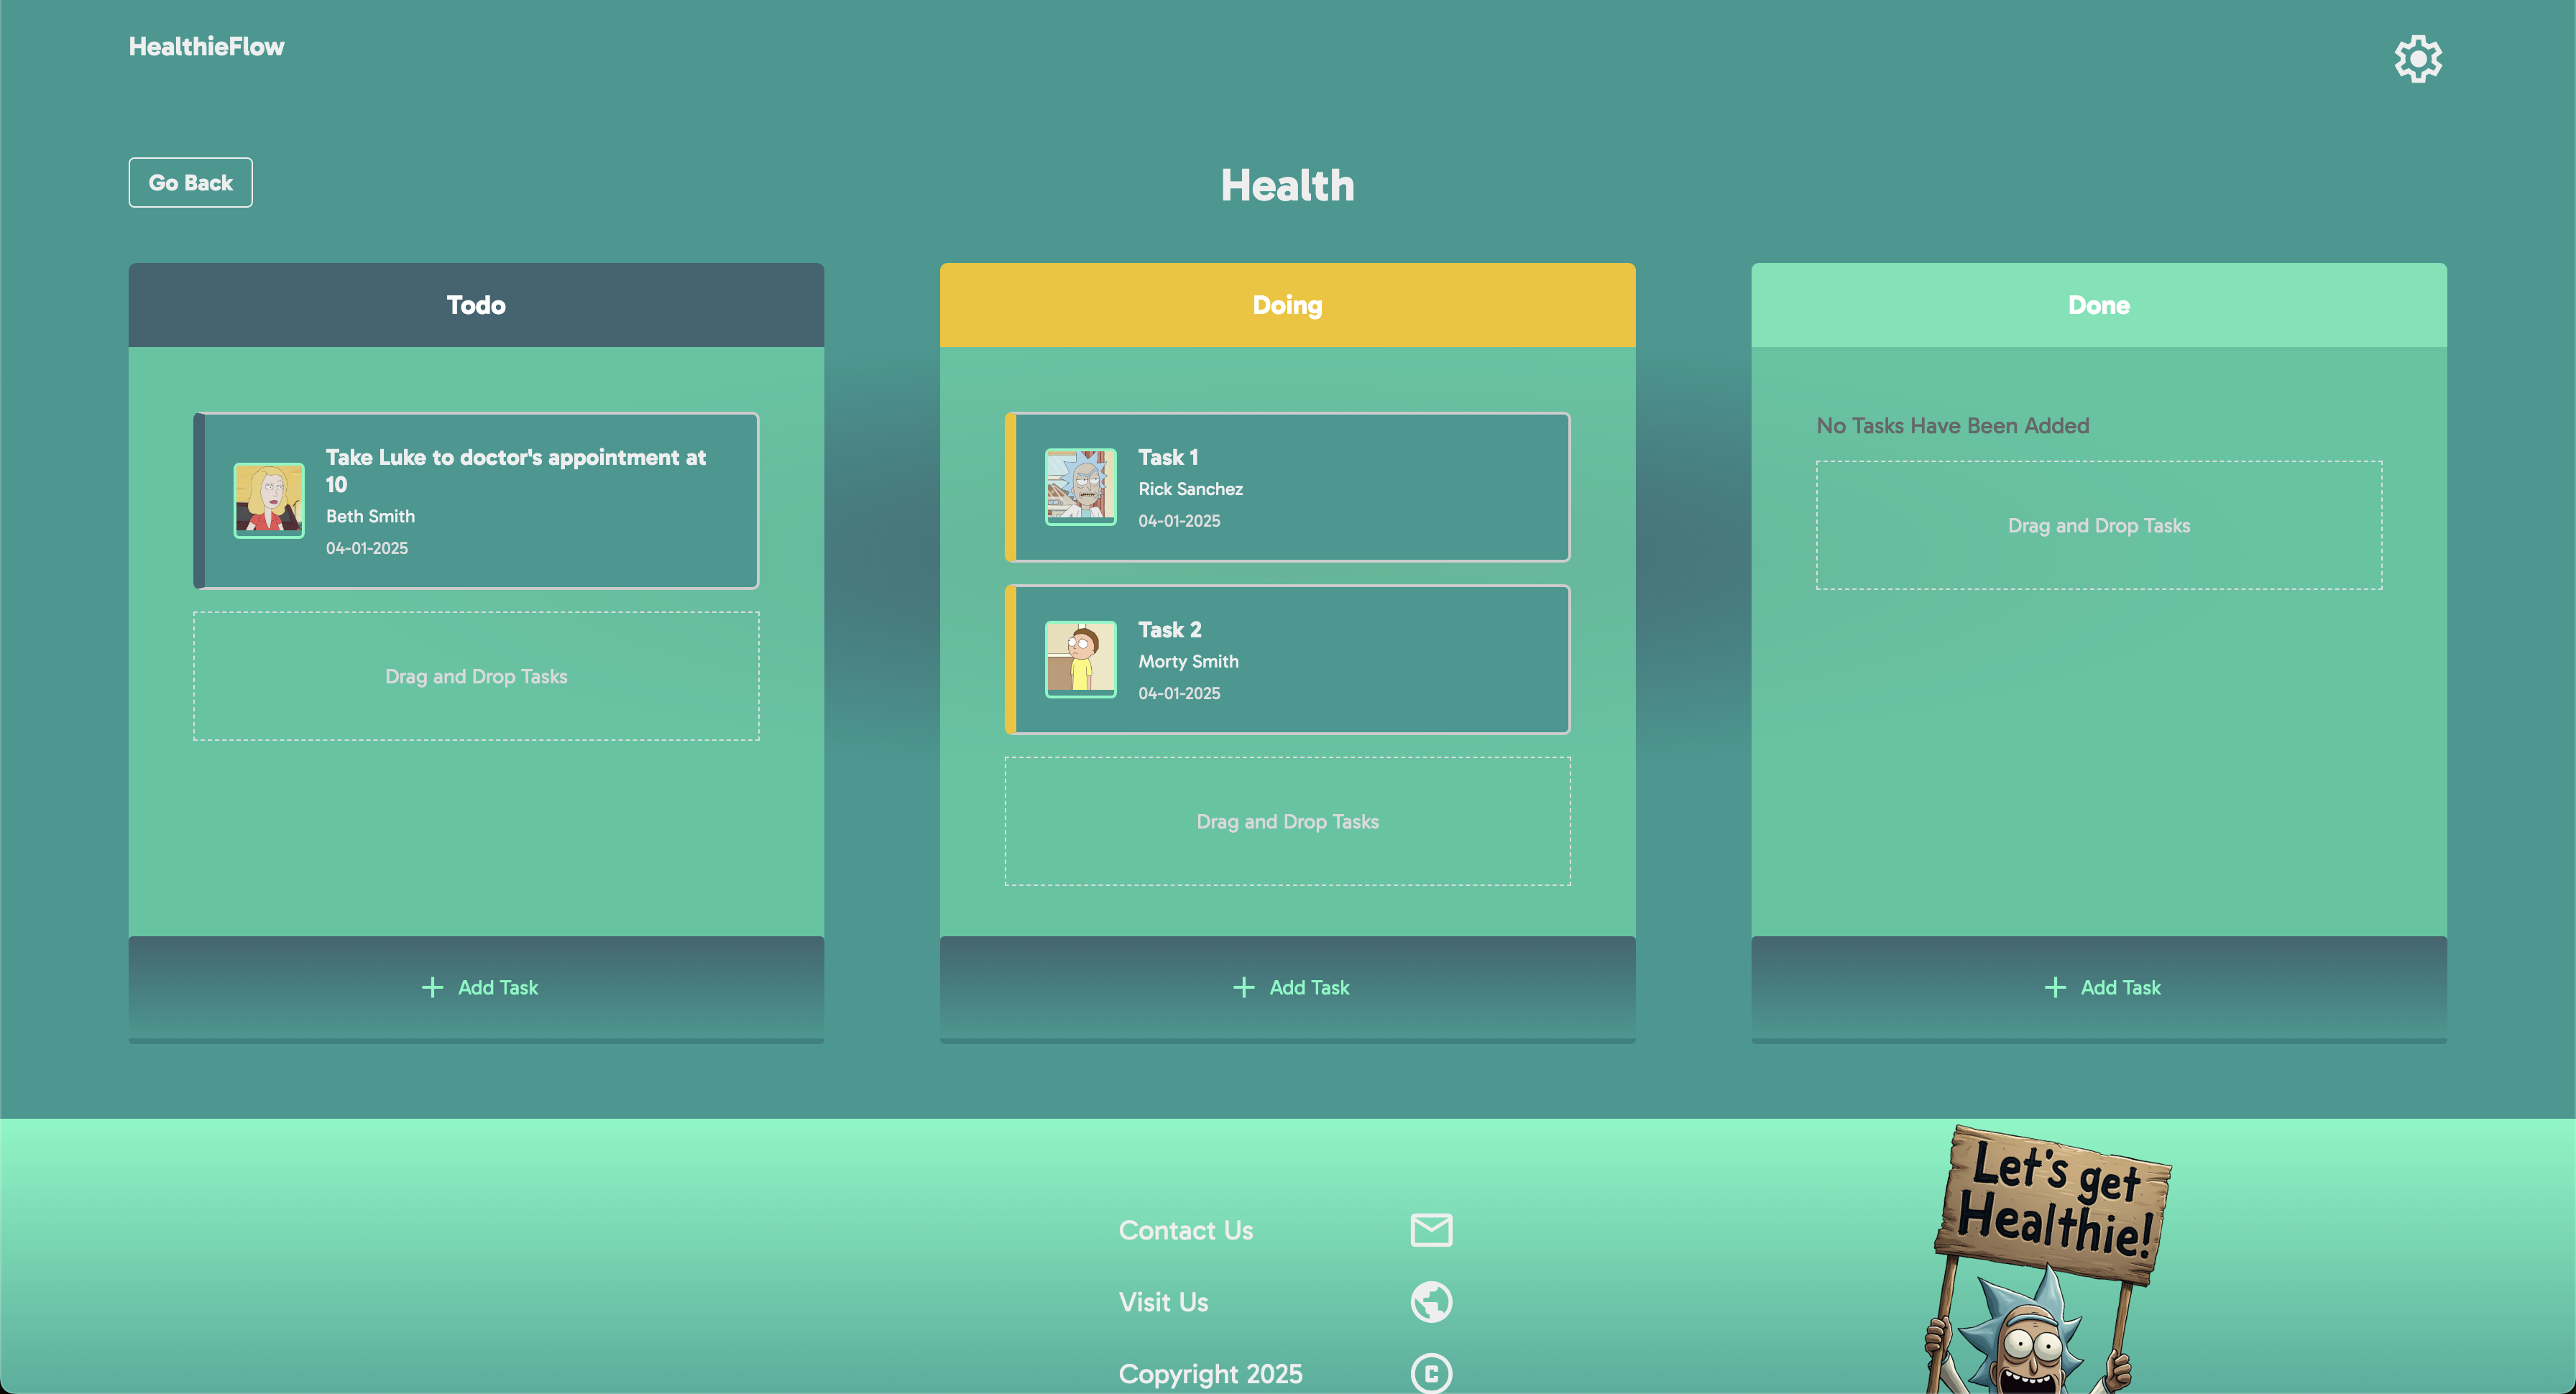 HealthieFlow
Go Back
Health
Todo
Take Luke to doctor's appointment at
10
Beth Smith
04-01-2025
Drag and Drop Tasks
Add Task
Doing
Task 1
Rick Sanchez
04-01-2025
Task 2
Morty Smith
04-01-2025
Drag and Drop Tasks
Add Task
Done
No Tasks Have Been Added
Drag and Drop Tasks
Add Task
Contact Us
Visit Us
Copyright 2025
Let's get
Healthie!